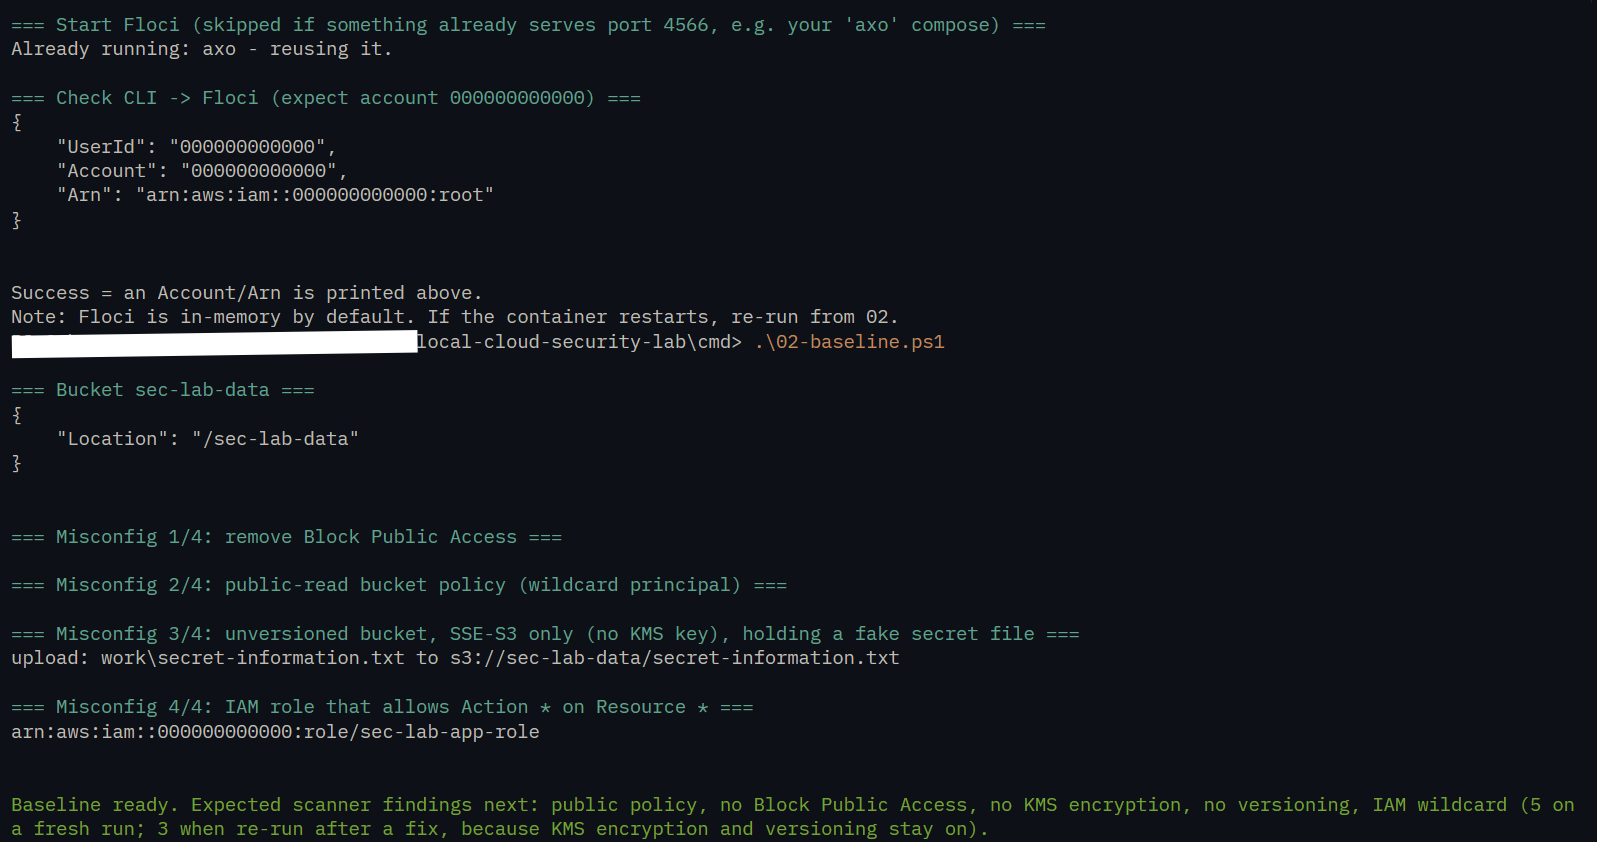 === Start Floci (skipped if something already serves port 4566, e.g. your 'axo' compose) ===
Already running: axo - reusing it.
=== Check CLI -> Floci (expect account 000000000000) ===
{
    "UserId": "000000000000",
    "Account": "000000000000",
    "Arn": "arn:aws:iam::000000000000:root"
}
Success = an Account/Arn is printed above.
Note: Floci is in-memory by default. If the container restarts, re-run from 02.
local-cloud-security-lab\cmd> .\02-baseline.ps1
=== Bucket sec-lab-data ===
{
    "Location": "/sec-lab-data"
}
=== Misconfig 1/4: remove Block Public Access ===
=== Misconfig 2/4: public-read bucket policy (wildcard principal) ===
=== Misconfig 3/4: unversioned bucket, SSE-S3 only (no KMS key), holding a fake secret file ===
upload: work\secret-information.txt to s3://sec-lab-data/secret-information.txt
=== Misconfig 4/4: IAM role that allows Action * on Resource * ===
arn:aws:iam::000000000000:role/sec-lab-app-role
Baseline ready. Expected scanner findings next: public policy, no Block Public Access, no KMS encryption, no versioning, IAM wildcard (5 on
a fresh run; 3 when re-run after a fix, because KMS encryption and versioning stay on).